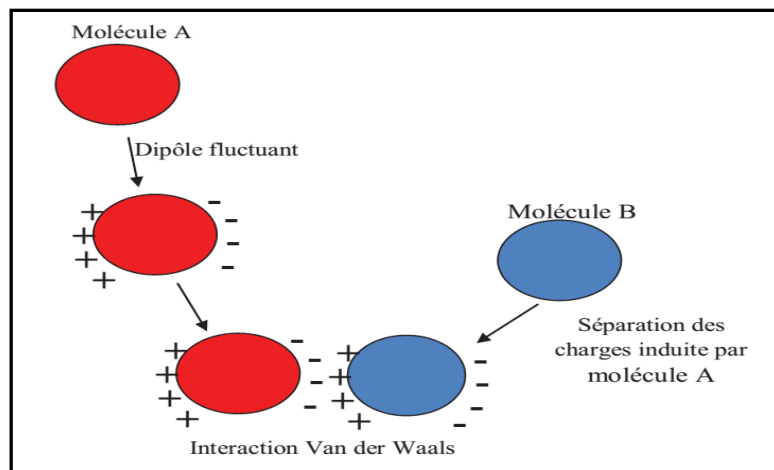 Molécule A
Dipôle fluctuant
+ -
+ -
+ -
+ -
Molécule B
Séparation des
charges induite par
molécule A
+ - + -
+ - + -
+ - + -
+ - + -
Interaction Van der Waals